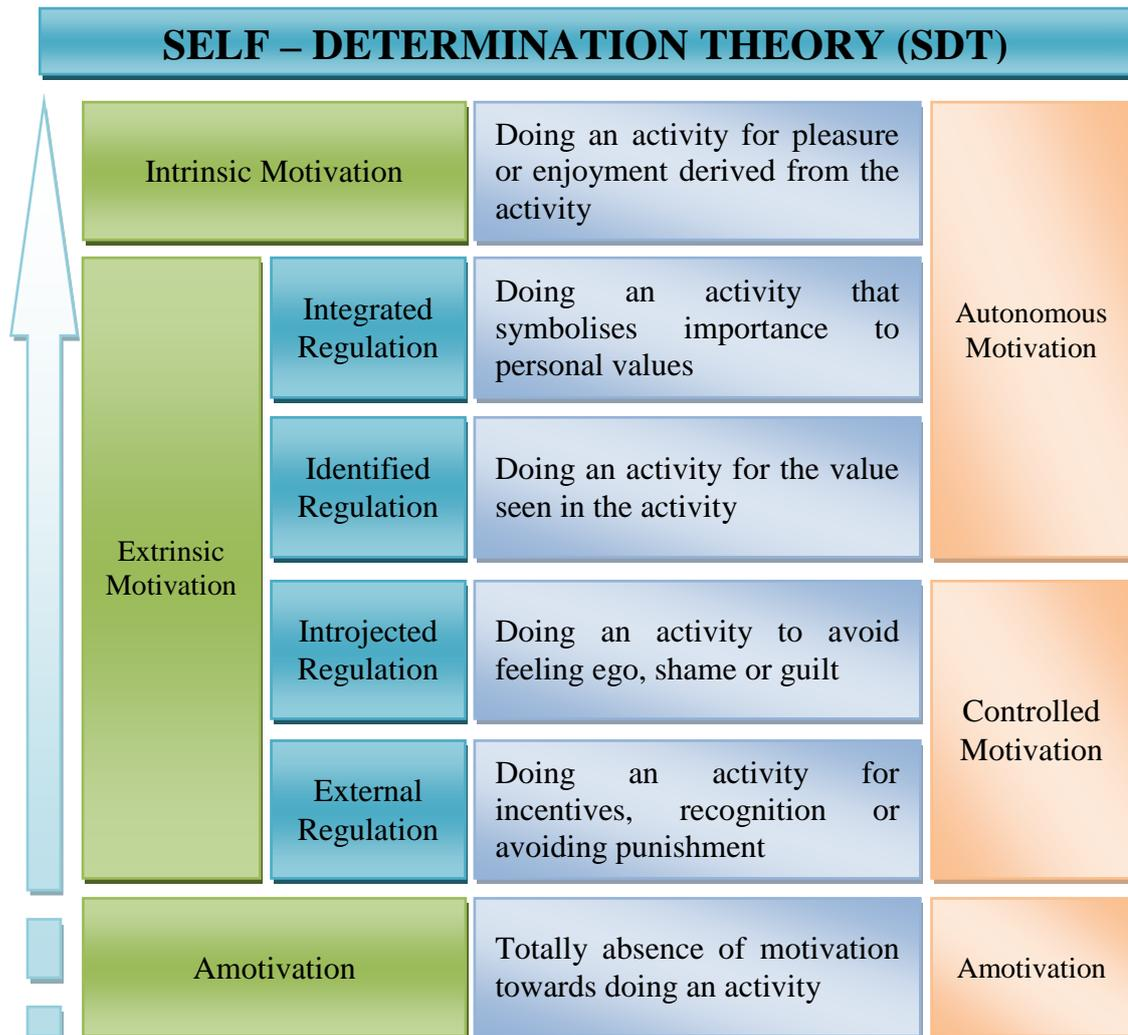 SELF – DETERMINATION THEORY (SDT)
Intrinsic Motivation
Doing an activity for pleasure
or enjoyment derived from the
activity
Autonomous
Motivation
Extrinsic
Motivation
Integrated
Regulation
Doing an activity that
symbolises importance to
personal values
Identified
Regulation
Doing an activity for the value
seen in the activity
Introjected
Regulation
Doing an activity to avoid
feeling ego, shame or guilt
Controlled
Motivation
External
Regulation
Doing an activity for
incentives, recognition or
avoiding punishment
Amotivation
Totally absence of motivation
towards doing an activity
Amotivation